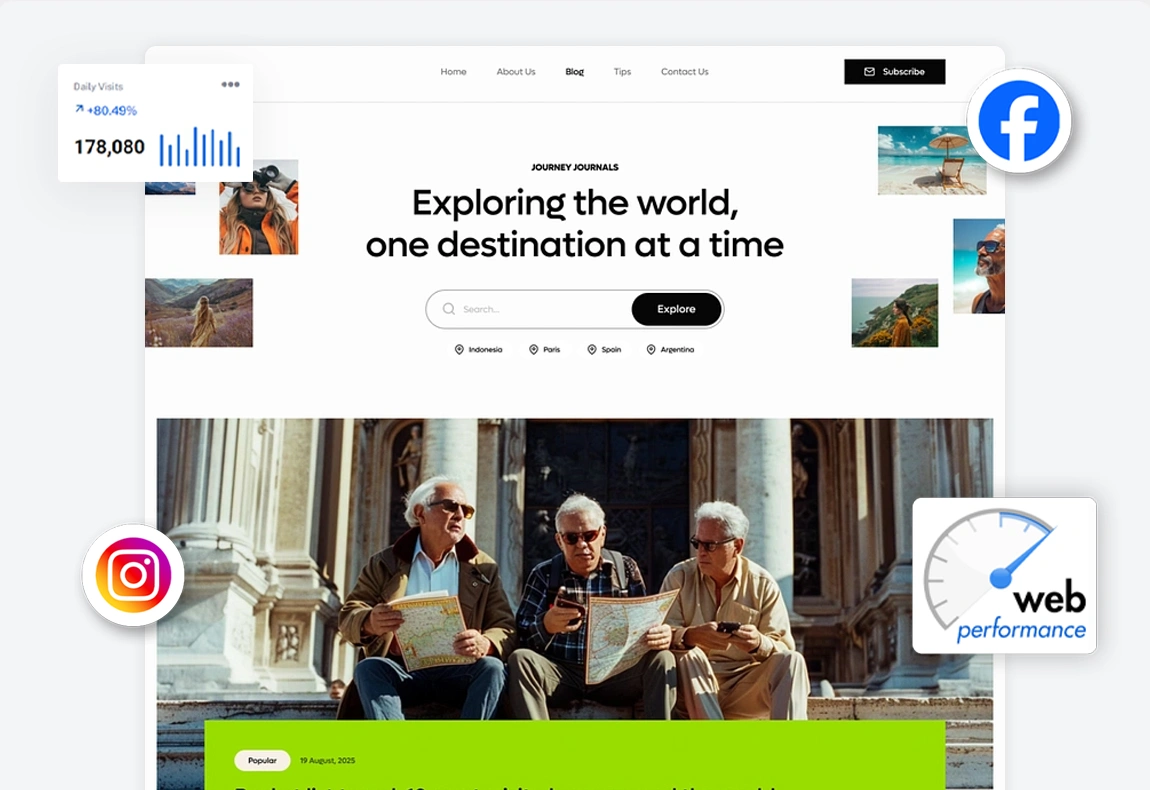 Home About Us Blog Tips Contact Us Subscribe
Daily Visits
+80.49%
178,080
JOURNEY JOURNALS
Exploring the world,
one destination at a time
Search... Explore
Indonesia Paris Spain Argentina
web
performance
Popular 19 August, 2025